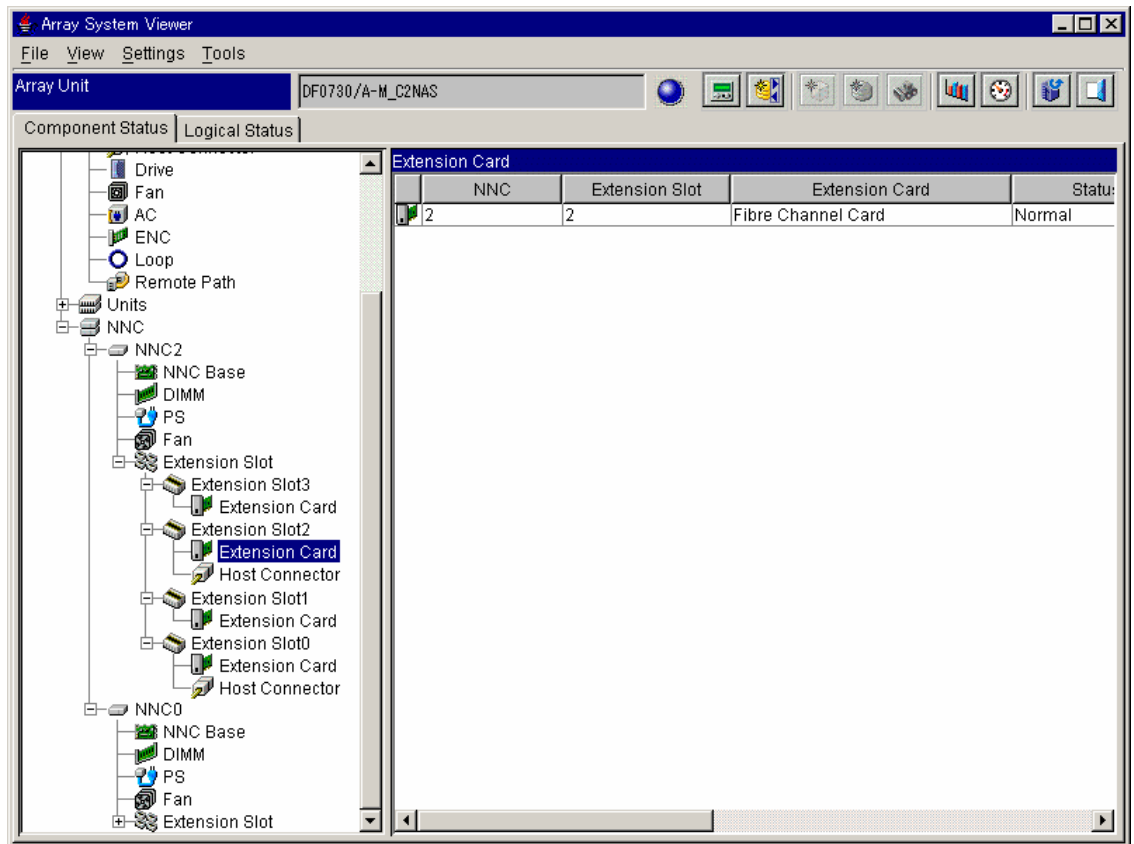 Array System Viewer
File View Settings Tools
Array Unit DF0730/A-M_C2NAS
Component Status Logical Status
Drive
Fan
AC
ENC
Loop
Remote Path
Units
NNC
NNC2
NNC Base
DIMM
PS
Fan
Extension Slot
Extension Slot3
Extension Card
Extension Slot2
Extension Card
Host Connector
Extension Slot1
Extension Card
Extension Slot0
Extension Card
Host Connector
NNC0
NNC Base
DIMM
PS
Fan
Extension Slot
Extension Card
NNC Extension Slot Extension Card
2 2 Fibre Channel Card Normal